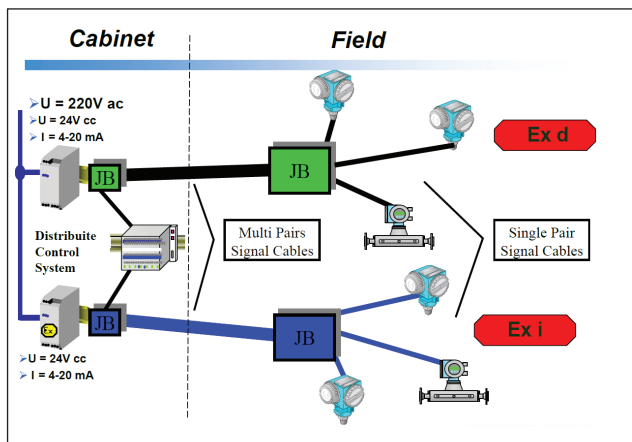 Cabinet
Field
➢U = 220V ac
➢U = 24V cc
➢ I = 4-20 mA
Ex d
JB
JB
Distribuite
Control
System
Multi Pairs
Signal Cables
Single Pair
Signal Cables
Ex
JB
JB
Ex i
➢U = 24V cc
➢ I = 4-20 mA